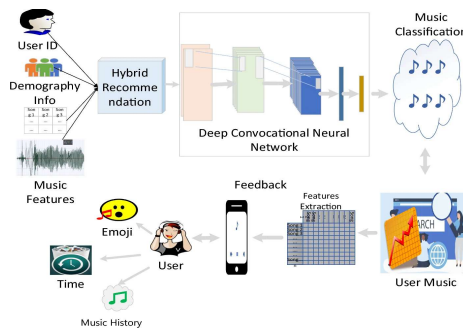 User ID
Demography
Info
Music
Features
Hybrid
Recomme
ndation
Deep Convocational Neural
Network
Music
Classification
ARCH
User Music
Features
Extraction
Feedback
User
Emoji
Time
Music History